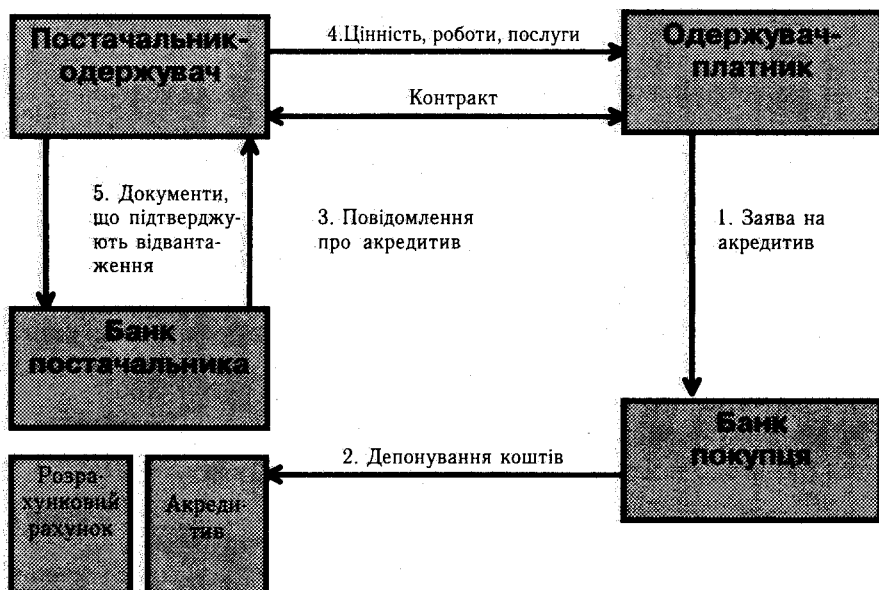 Постачальник-
одержувач
4.Цінність, роботи, послуги
Контракт
Одержувач-
платник
5. Документи,
що підтверджу-
ють відванта-
ження
3. Повідомлення
про акредитив
1. Заява на
акредитив
Банк
постачальника
Банк
покупця
2. Депонування коштів
Розра-
хунковий
рахунок
Акреди-
тив